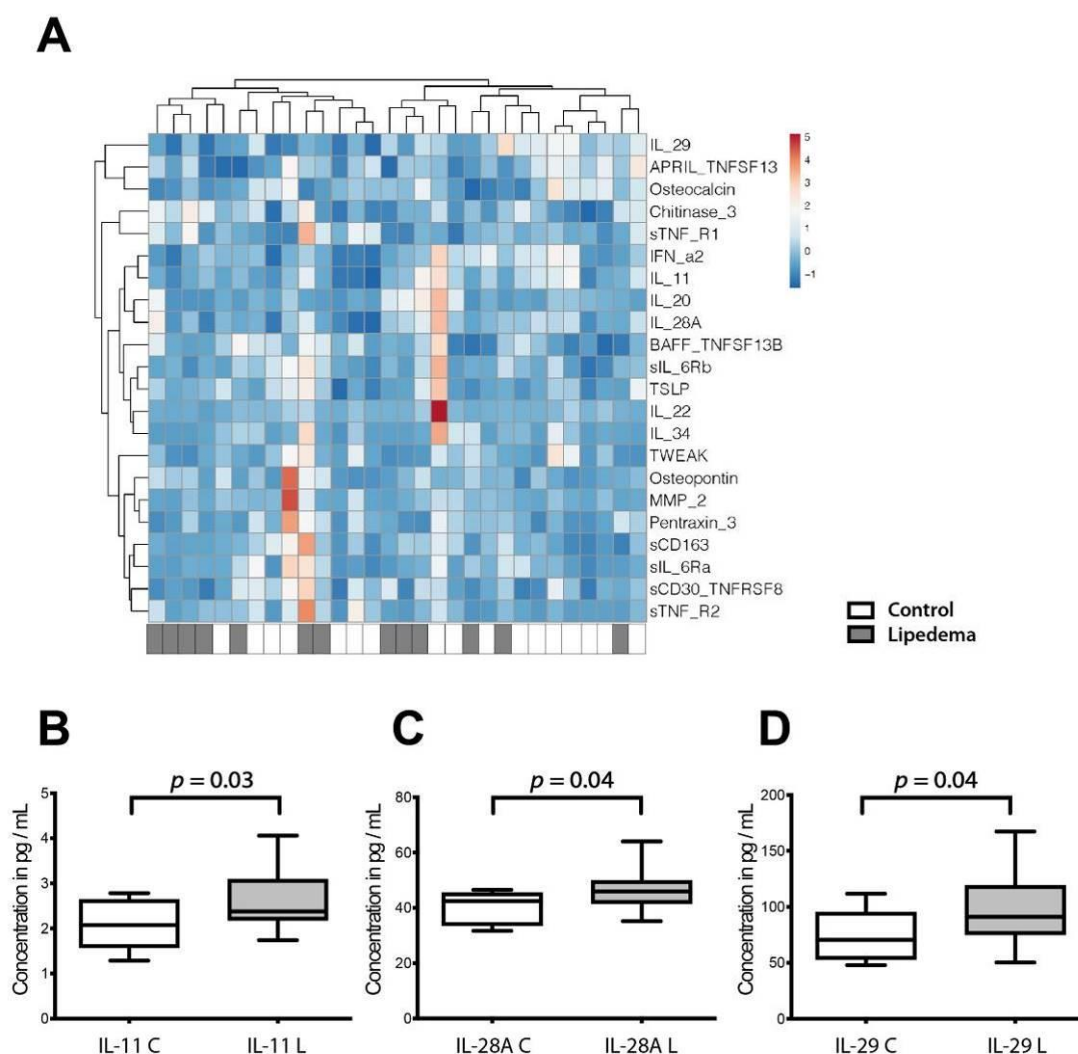 A
IL_29
APRIL_TNFSF13
Osteocalcin
Chitinase_3
sTNF_R1
IFN_a2
IL_11
IL_20
IL_28A
BAFF_TNFSF13B
sIL_6Rb
TSLP
IL_22
IL_34
TWEAK
Osteopontin
MMP_2
Pentraxin_3
sCD163
sIL_6Ra
sCD30_TNFRSF8
sTNF_R2
5
4
3
2
1
0
−1
Control
Lipedema
B
p = 0.03
Concentration in pg / mL
5
4
3
2
1
0
IL-11 C
IL-11 L
C
p = 0.04
Concentration in pg / mL
80
60
40
20
0
IL-28A C
IL-28A L
D
p = 0.04
Concentration in pg / mL
200
150
100
50
0
IL-29 C
IL-29 L